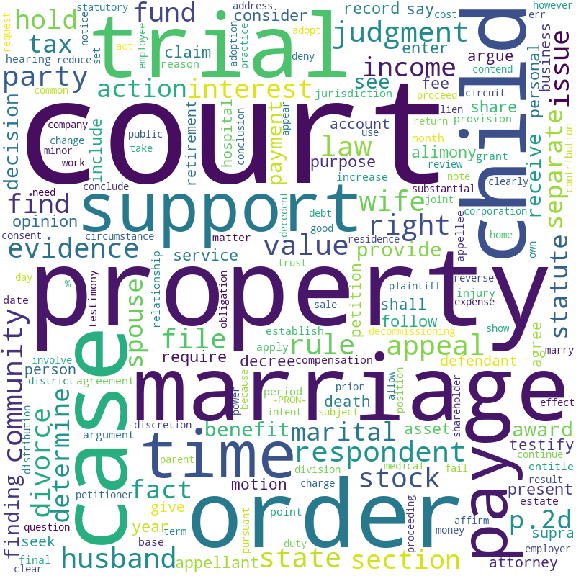 court
property
marriage
order
trial
case
child
support
time
pay
wife
husband
judgment
income
interest
action
party
fund
tax
hold
law
right
value
evidence
find
file
rule
appeal
respondent
stock
state
section
p.2d
statute
separate
issue
alimony
provide
receive
personal
community
divorce
determine
finding
fact
benefit
marital
spouse
award
decision
payment
see
record
say
consider
enter
argue
fee
share
account
purpose
claim
include
opinion
service
require
decree
death
asset
shall
follow
petition
defendant
agree
testify
present
supra
attorney
entitle
employer
year
give
motion
appellant
seek
person
retirement
hospital
relationship
obligation
compensation
establish
apply
period
intent
prior
subject
division
medical
charge
proceeding
money
affirm
duty
point
pursuant
term
base
petitioner
argument
distribution
district
agreement
involve
date
day
testimony
circumstance
matter
residence
debt
decedent
good
trust
sale
plaintiff
injury
expense
reverse
corporation
home
own
appellee
substantial
joint
increase
review
note
grant
month
return
provision
lien
proceed
circuit
jurisdiction
contend
cost
err
however
statutory
notice
address
request
act
set
employee
adoption
practice
adopt
deny
hearing
reduce
reason
common
company
public
change
minor
work
take
conclusion
appear
use
need
consent
conclude
clearly
contribution
business
decommissioning
-PRON-
because
power
discretion
parent
allow
position
shareholder
fail
show
marry
effect
continue
result
estate
question
final
clear
%